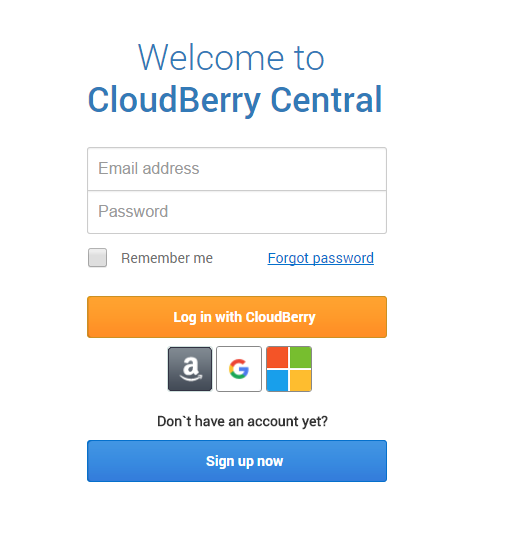 Welcome to
CloudBerry Central
Email address
Password
Remember me Forgot password
Log in with CloudBerry
a G
Don`t have an account yet?
Sign up now